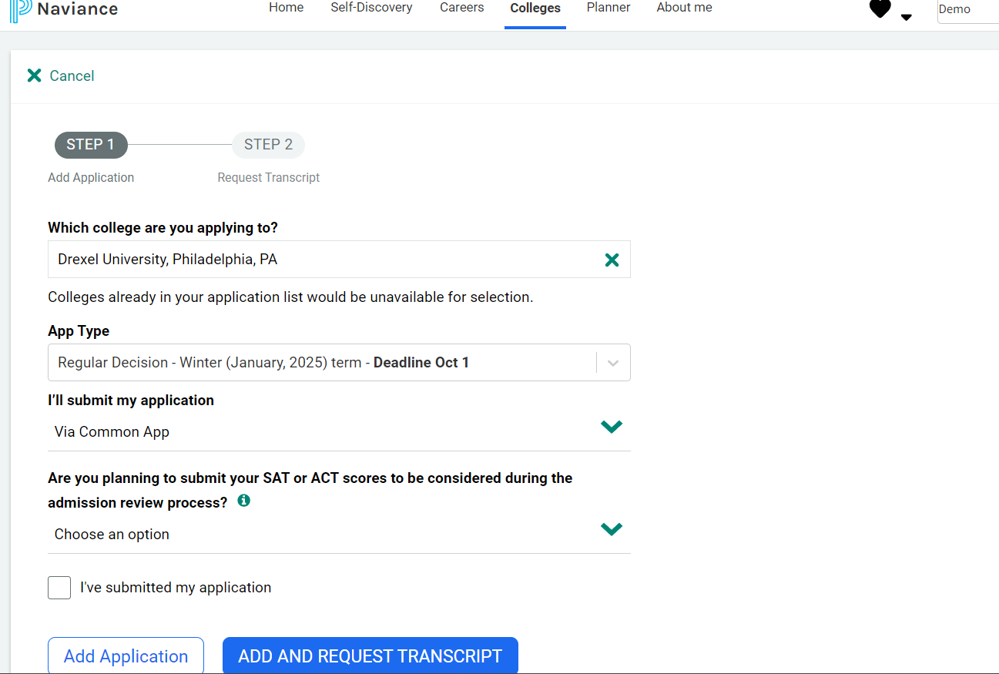 Naviance
Home Self-Discovery Careers Colleges Planner About me
Demo
Cancel
STEP 1 STEP 2
Add Application Request Transcript
Which college are you applying to?
Drexel University, Philadelphia, PA
Colleges already in your application list would be unavailable for selection.
App Type
Regular Decision - Winter (January, 2025) term - Deadline Oct 1
I’ll submit my application
Via Common App
Are you planning to submit your SAT or ACT scores to be considered during the
admission review process?
Choose an option
I've submitted my application
Add Application ADD AND REQUEST TRANSCRIPT